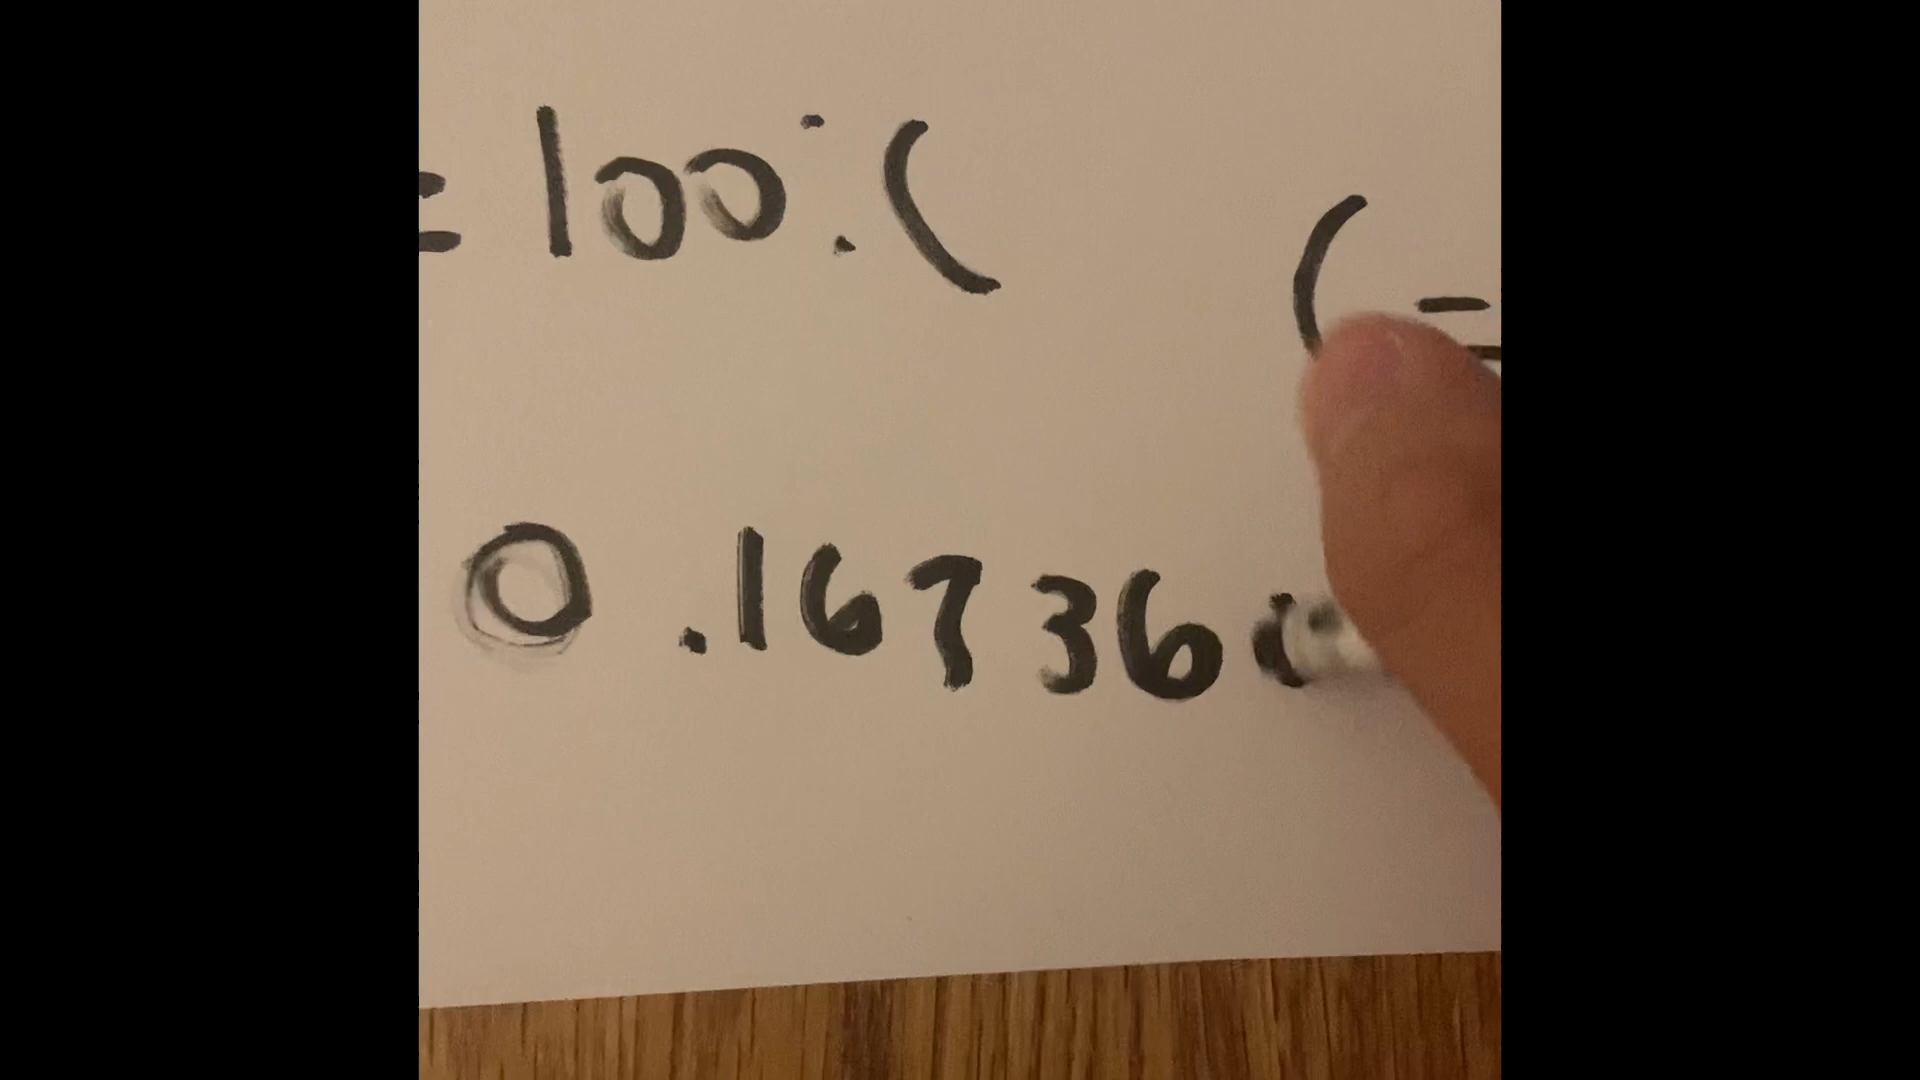 = 100 :( (=
0.16736